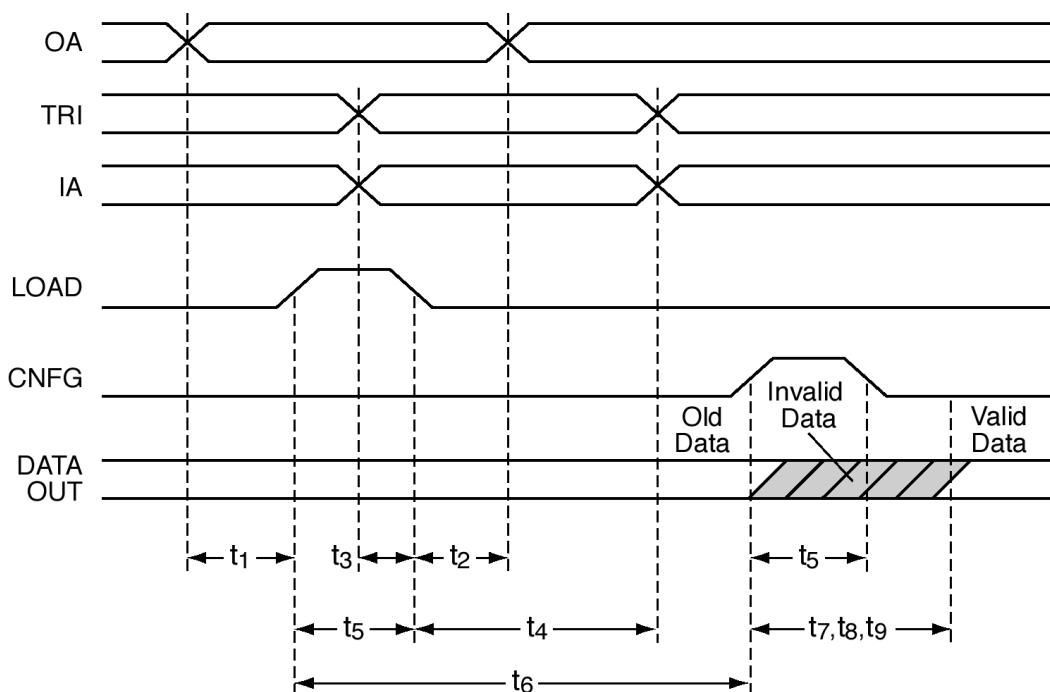 OA
TRI
IA
LOAD
CNFG
Old
Data
Invalid
Data
Valid
Data
DATA
OUT
t1
t3
t2
t5
t5
t4
t7,t8,t9
t6